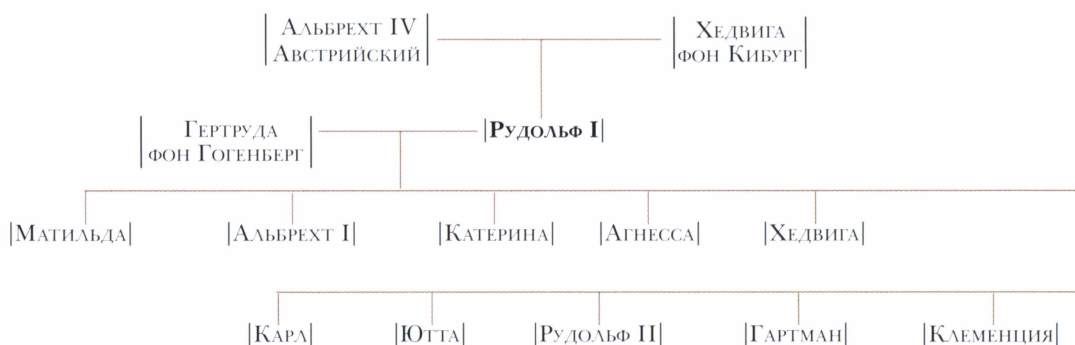 Альбрехт IV
Австрийский
Хедвига
фон Кибург
Гертруда
фон Гогенберг
Рудольф I
Матильда
Альбрехт I
Катерина
Агнесса
Хедвига
Карл
Ютта
Рудольф II
Гартман
Клеменция